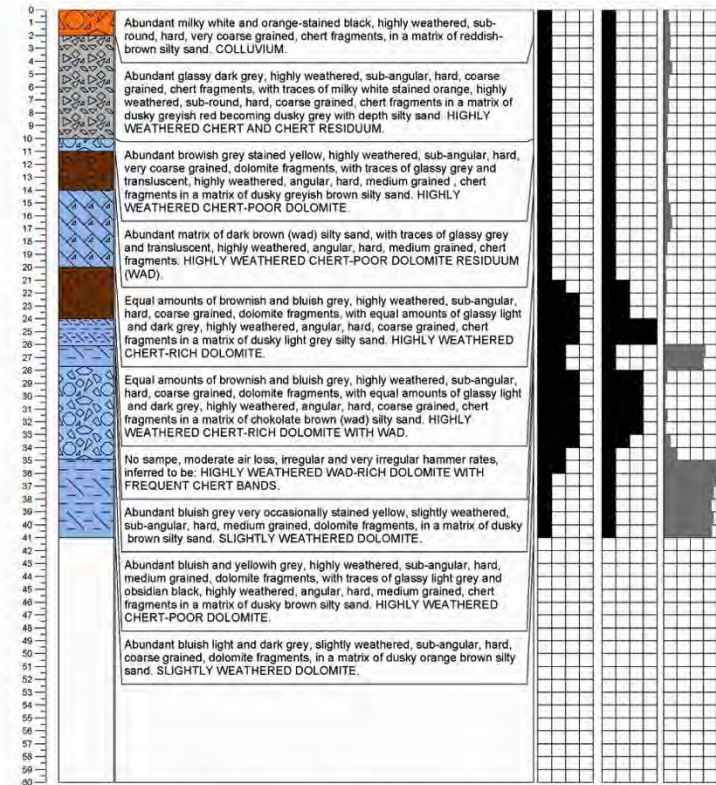 0
1
2
3
4
5
6
7
8
9
10
11
12
13
14
15
16
17
18
19
20
21
22
23
24
25
26
27
28
29
30
31
32
33
34
35
36
37
38
39
40
41
42
43
44
45
46
47
48
49
50
51
52
53
54
55
56
57
58
59
60
Abundant milky white and orange-stained black, highly weathered, sub-
round, hard, very coarse grained, chert fragments, in a matrix of reddish-
brown silty sand. COLLUVIUM.
Abundant glassy dark grey, highly weathered, sub-angular, hard, coarse
grained, chert fragments, with traces of milky white stained orange, highly
weathered, sub-round, hard, coarse grained, chert fragments in a matrix of
dusky greyish red becoming dusky grey with depth silty sand. HIGHLY
WEATHERED CHERT AND CHERT RESIDUUM.
Abundant browish grey stained yellow, highly weathered, sub-angular, hard,
very coarse grained, dolomite fragments, with traces of glassy grey and
transluscent, highly weathered, angular, hard, medium grained , chert
fragments in a matrix of dusky greyish brown silty sand. HIGHLY
WEATHERED CHERT-POOR DOLOMITE.
Abundant matrix of dark brown (wad) silty sand, with traces of glassy grey
and transluscent, highly weathered, angular, hard, medium grained, chert
fragments. HIGHLY WEATHERED CHERT-POOR DOLOMITE RESIDUUM
(WAD).
Equal amounts of brownish and bluish grey, highly weathered, sub-angular,
hard, coarse grained, dolomite fragments, with equal amounts of glassy light
and dark grey, highly weathered, angular, hard, coarse grained, chert
fragments in a matrix of dusky light grey silty sand. HIGHLY WEATHERED
CHERT-RICH DOLOMITE.
Equal amounts of brownish and bluish grey, highly weathered, sub-angular,
hard, coarse grained, dolomite fragments, with equal amounts of glassy light
and dark grey, highly weathered, angular, hard, coarse grained, chert
fragments in a matrix of chokolate brown (wad) silty sand. HIGHLY
WEATHERED CHERT-RICH DOLOMITE WITH WAD.
No sampe, moderate air loss, irregular and very irregular hammer rates,
inferred to be: HIGHLY WEATHERED WAD-RICH DOLOMITE WITH
FREQUENT CHERT BANDS.
Abundant bluish grey very occasionally stained yellow, slightly weathered,
sub-angular, hard, medium grained, dolomite fragments, in a matrix of dusky
brown silty sand. SLIGHTLY WEATHERED DOLOMITE.
Abundant bluish and yellowih grey, highly weathered, sub-angular, hard,
medium grained, dolomite fragments, with traces of glassy light grey and
obsidian black, highly weathered, angular, hard, medium grained, chert
fragments in a matrix of dusky brown silty sand. HIGHLY WEATHERED
CHERT-POOR DOLOMITE.
Abundant bluish light and dark grey, slightly weathered, sub-angular, hard,
coarse grained, dolomite fragments, in a matrix of dusky orange brown silty
sand. SLIGHTLY WEATHERED DOLOMITE.